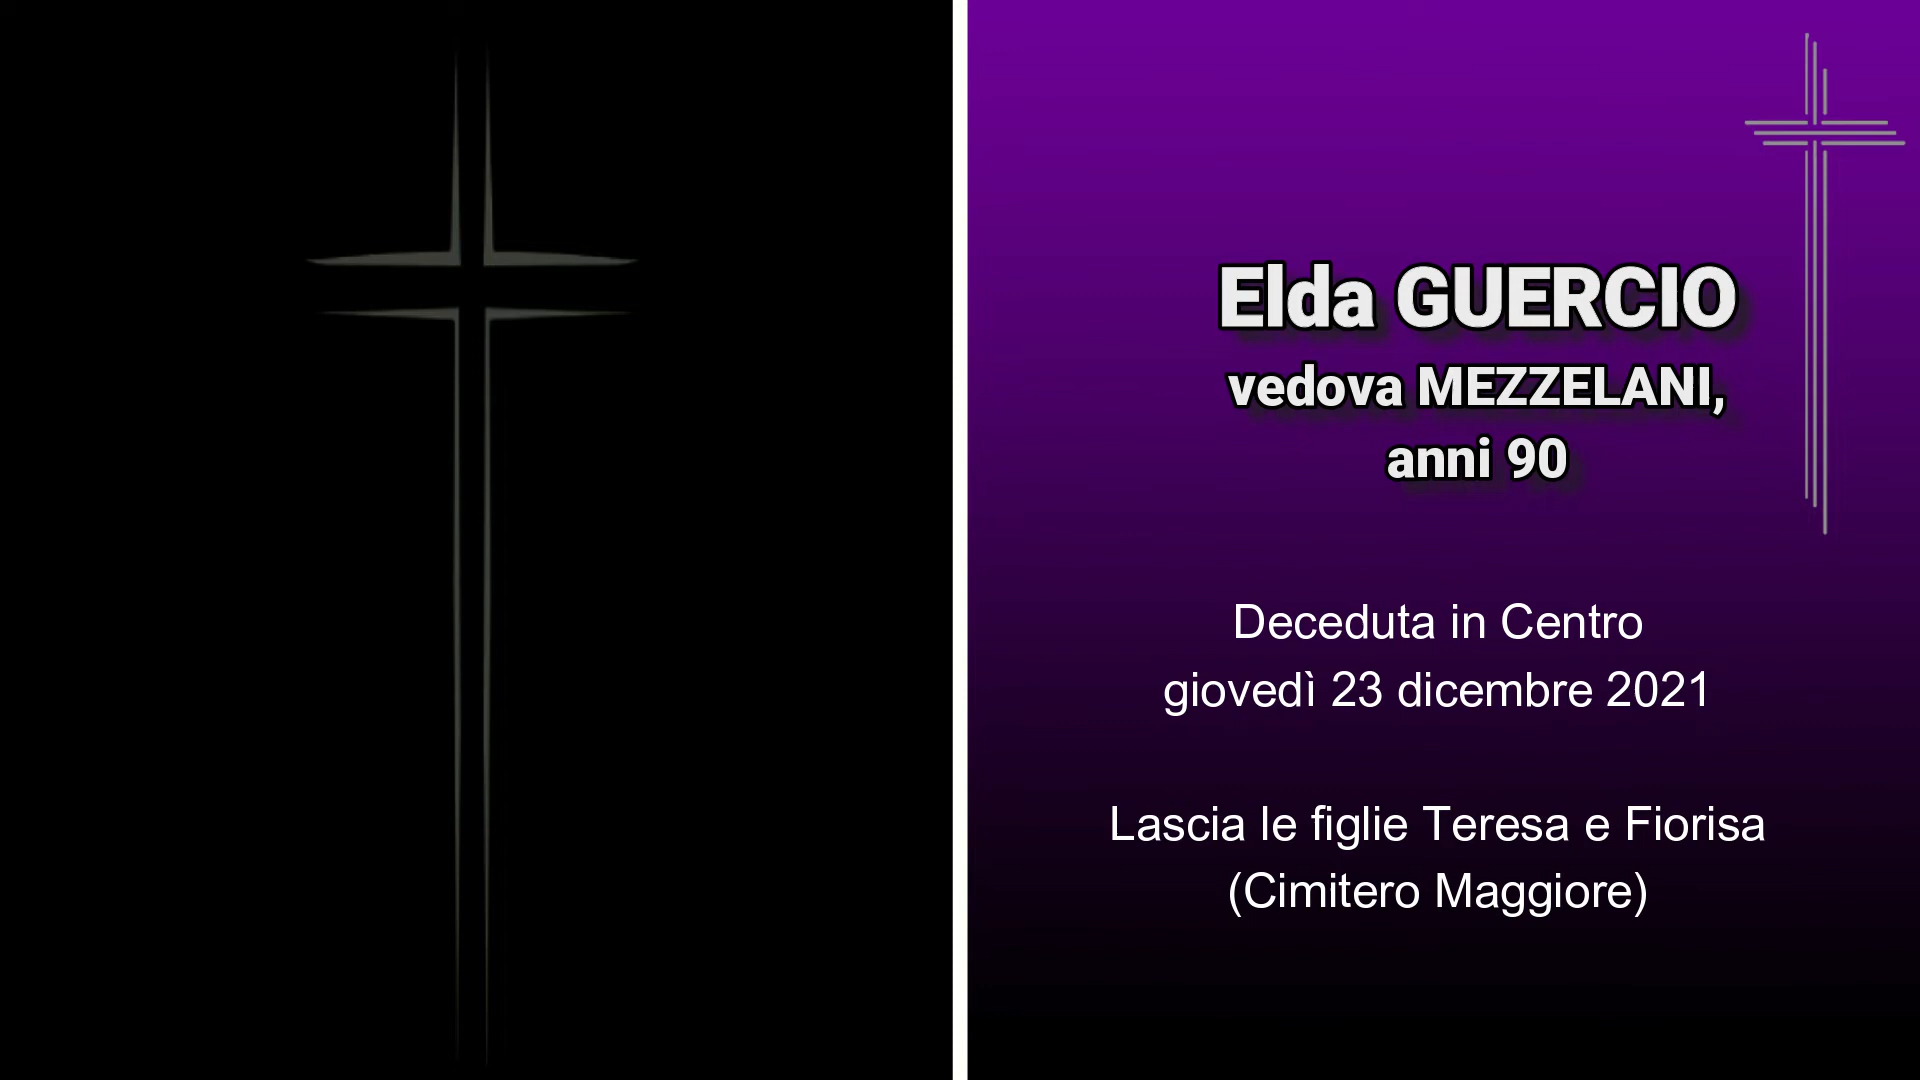 Elda GUERCIO
vedova MEZZELANI,
anni 90
Deceduta in Centro
giovedì 23 dicembre 2021
Lascia le figlie Teresa e Fiorisa
(Cimitero Maggiore)